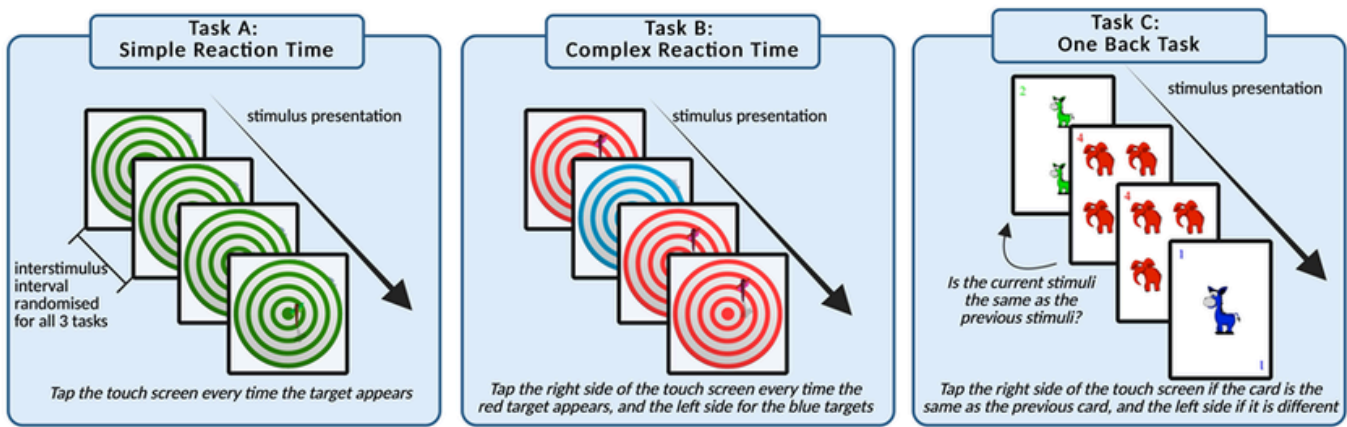 Task A:
Simple Reaction Time
stimulus presentation
interstimulus
interval
randomised
for all 3 tasks
Tap the touch screen every time the target appears
Task B:
Complex Reaction Time
stimulus presentation
Tap the right side of the touch screen every time the
red target appears, and the left side for the blue targets
Task C:
One Back Task
stimulus presentation
2
4
4
1
1
Is the current stimuli
the same as the
previous stimuli?
Tap the right side of the touch screen if the card is the
same as the previous card, and the left side if it is different